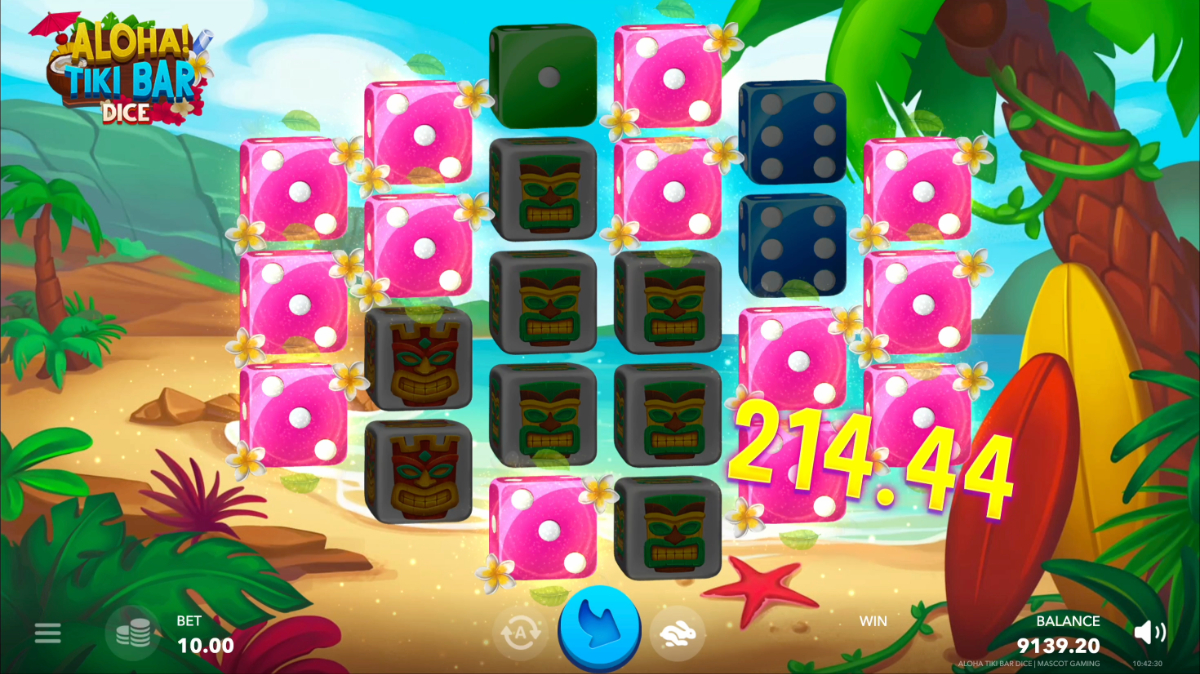 ALOHA!
TIKI BAR
DICE
214.44
BET
10.00
A
WIN
BALANCE
9139.20
ALOHA TIKI BAR DICE | MASCOT GAMING
10:42:30